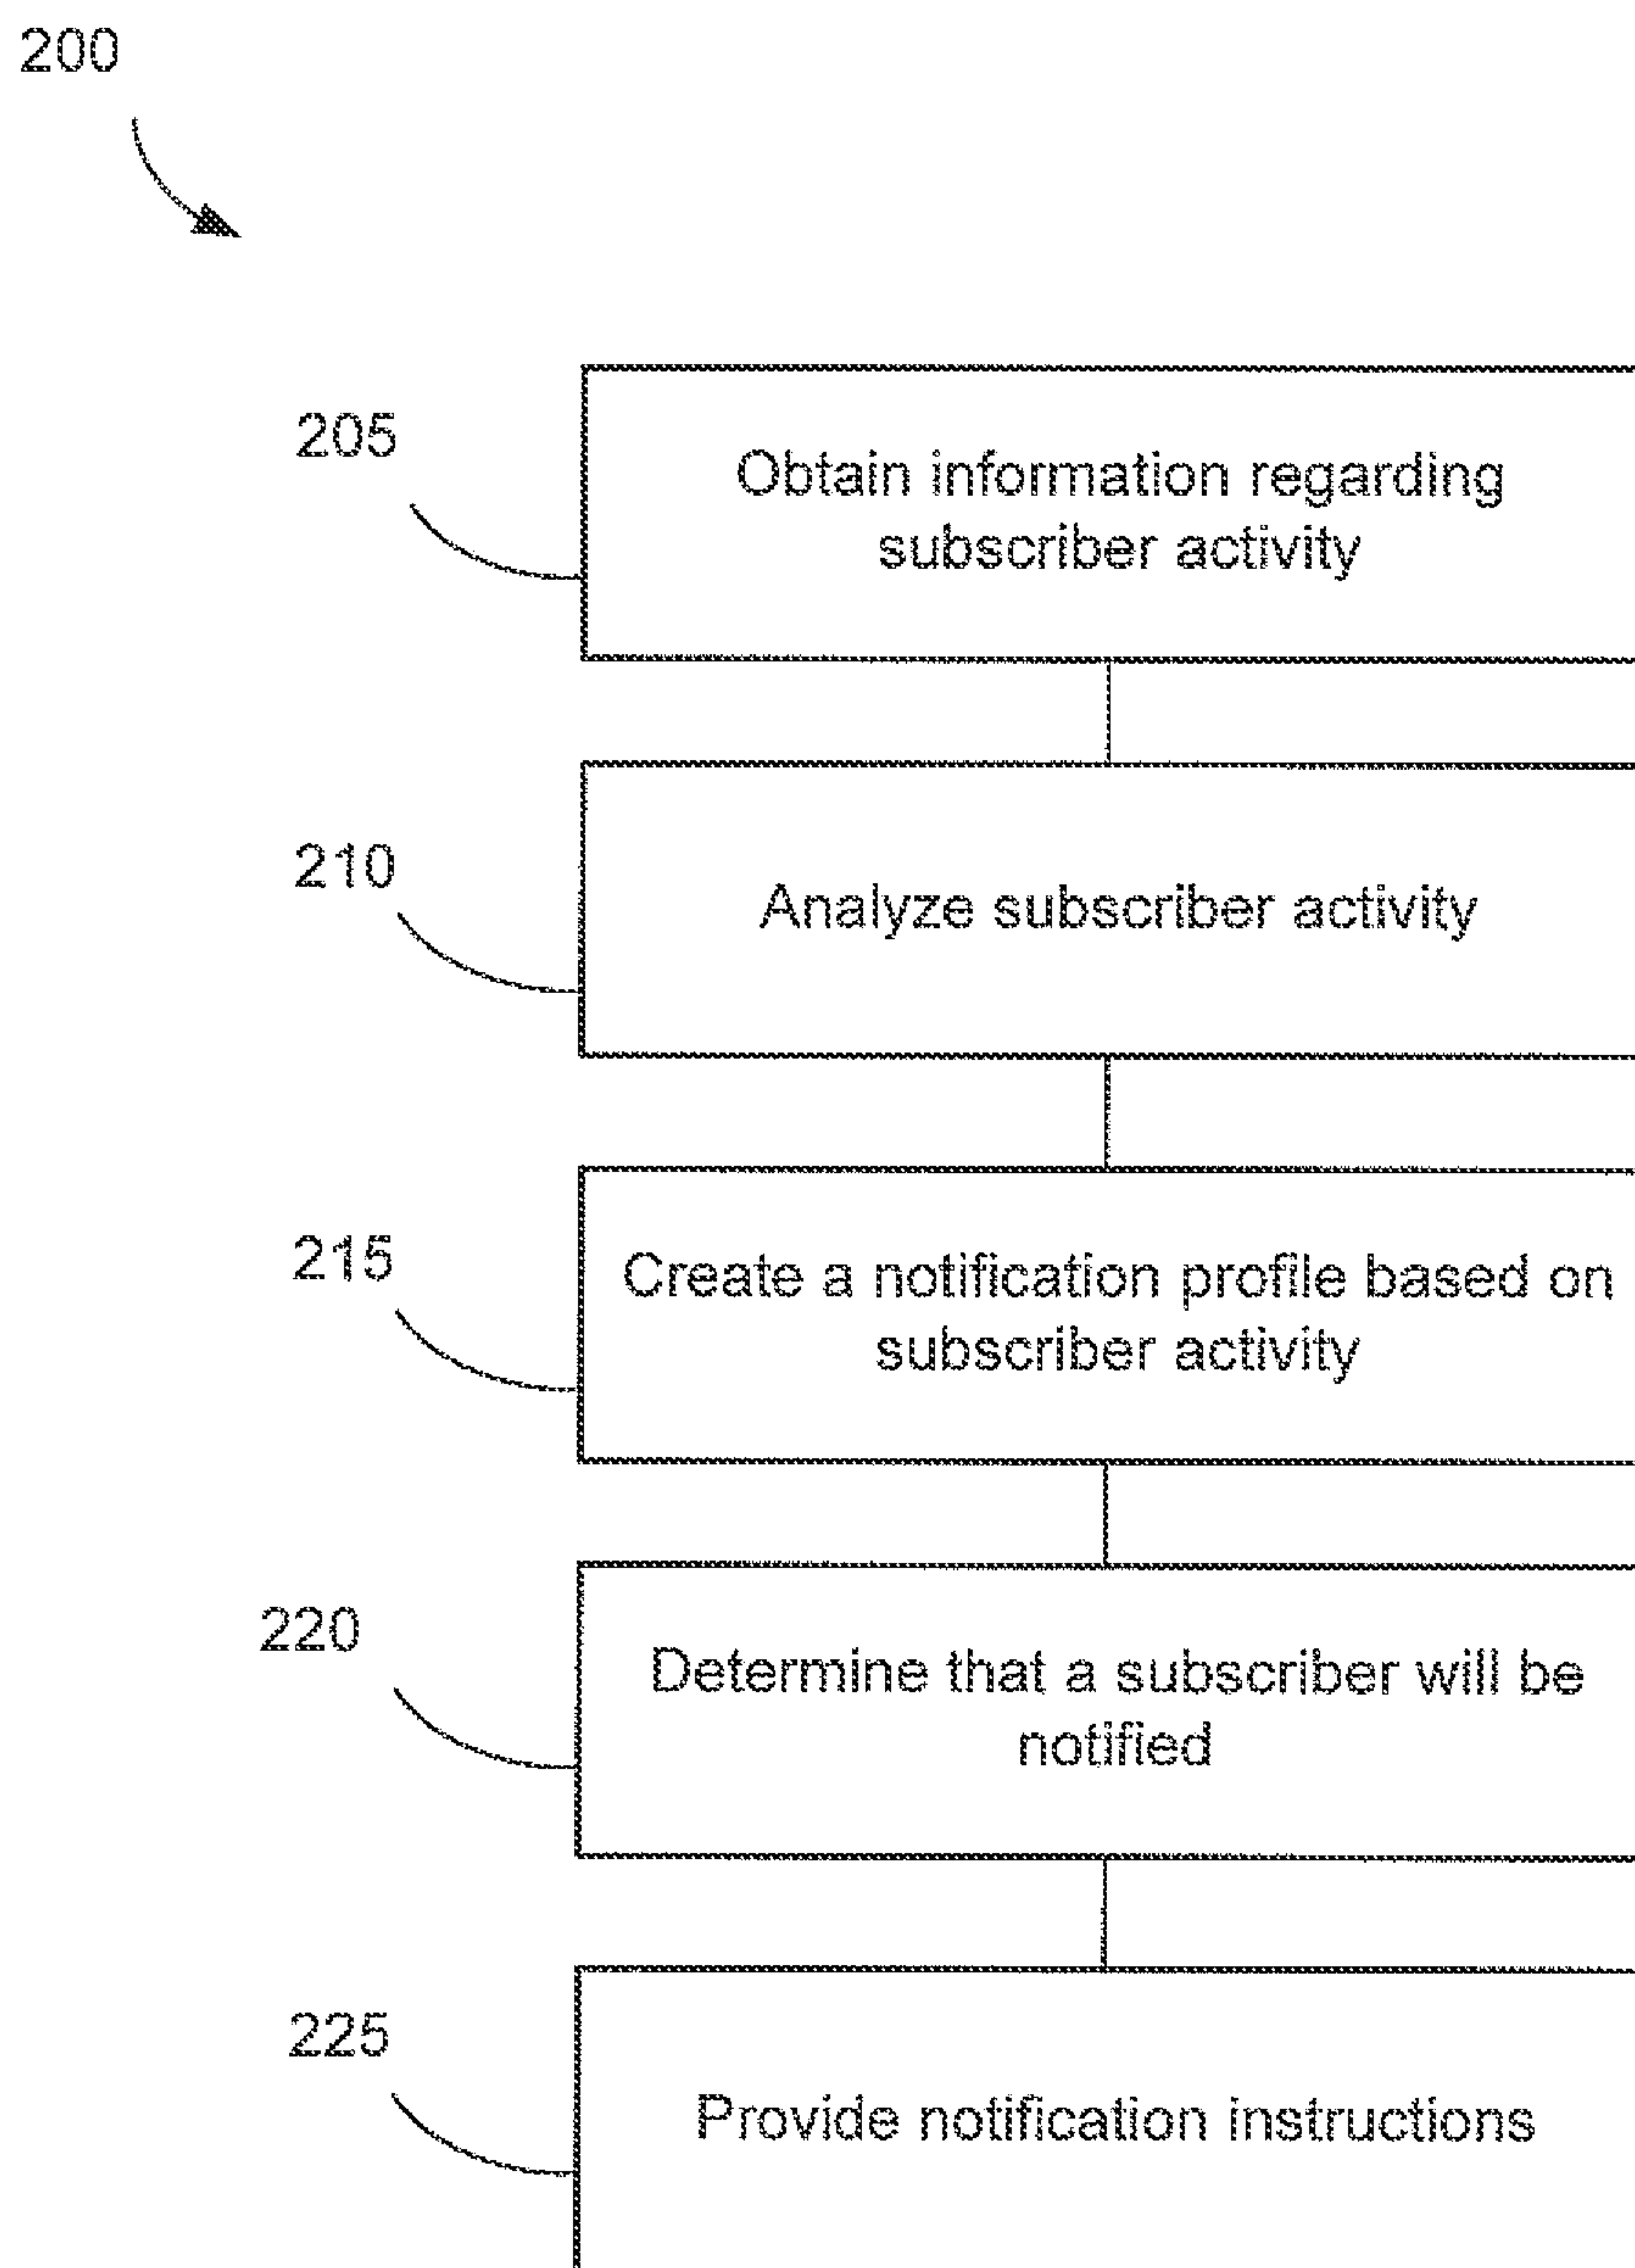 200
205
Obtain information regarding
subscriber activity
210
Analyze subscriber activity
215
Create a notification profile based on
subscriber activity
220
Determine that a subscriber will be
notified
225
Provide notification instructions